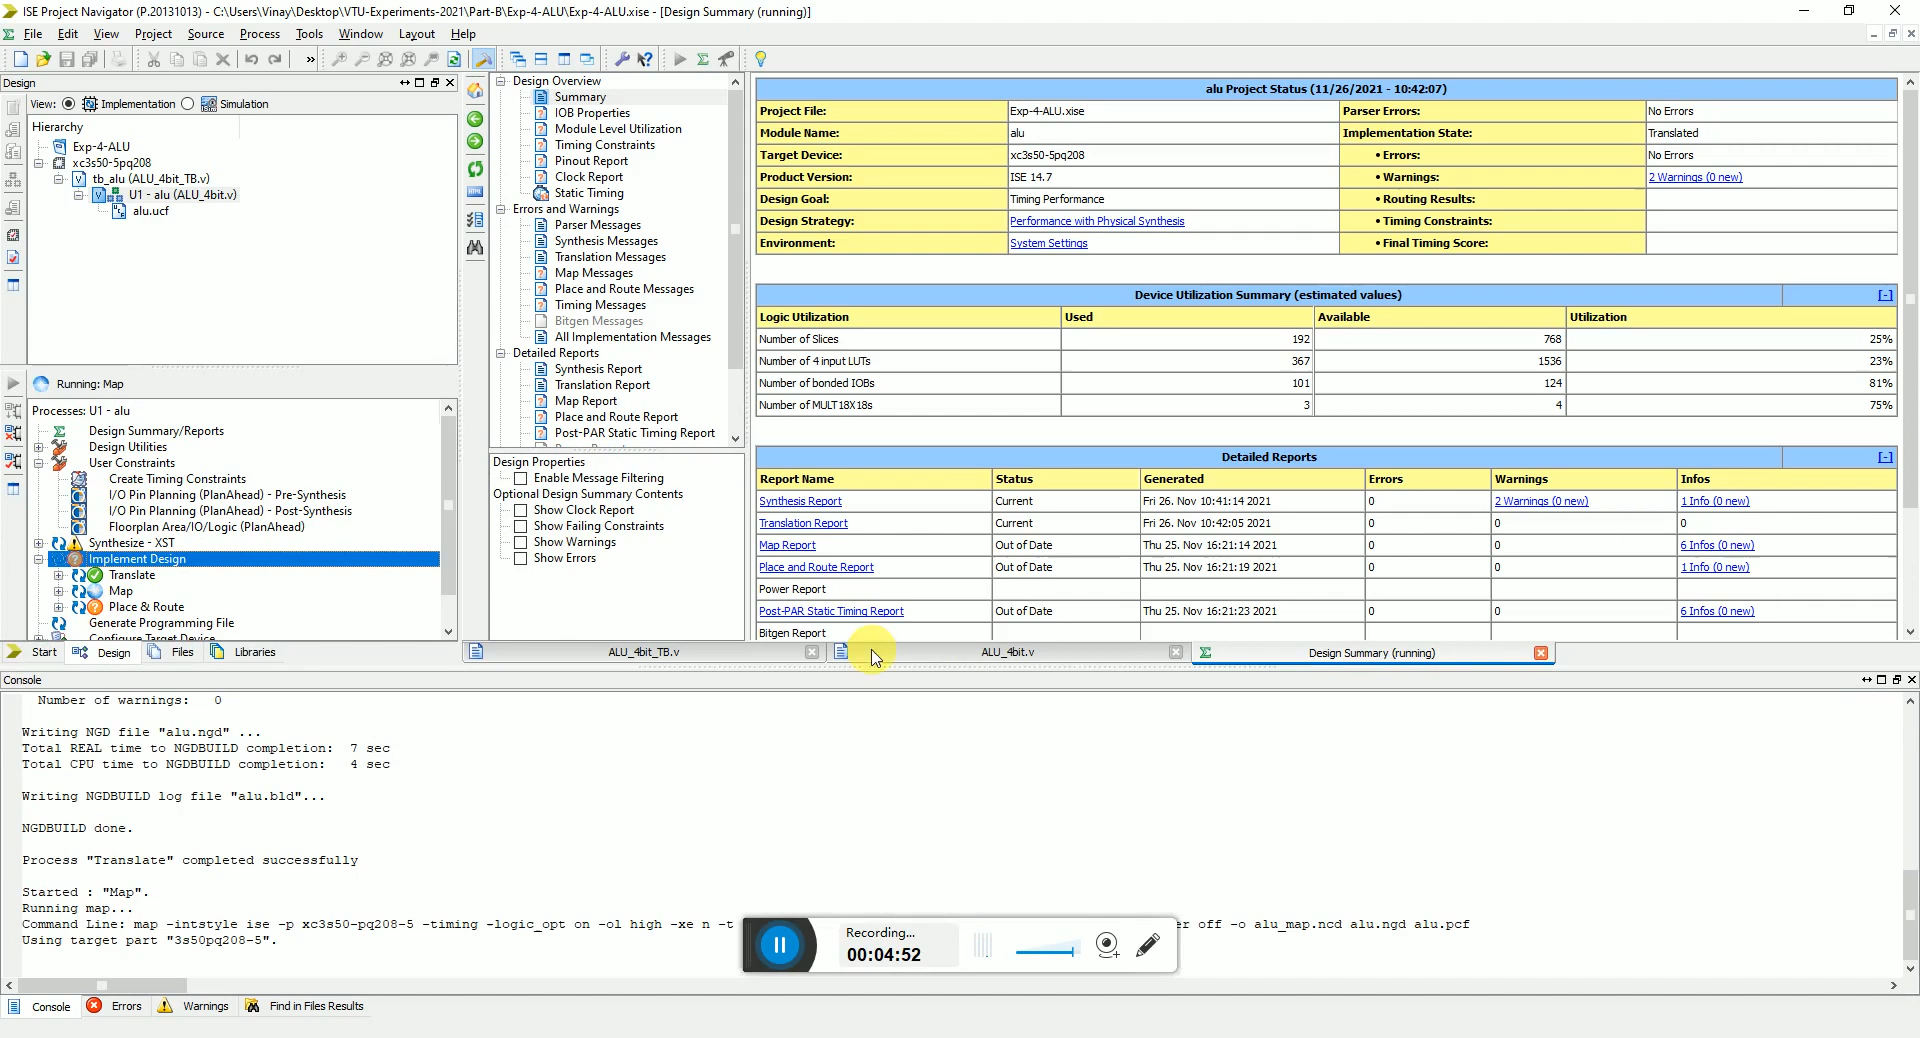 ISE Project Navigator (P.20131013) - C:\Users\Vinay\Desktop\VTU-Experiments-2021\Part-B\Exp-4-ALU\Exp-4-ALU.xise - [Design Summary (running)]
File Edit View Project Source Process Tools Window Layout Help
Design
View: Implementation Simulation
Hierarchy
Exp-4-ALU
xc3s50-5pq208
tb_alu (ALU_4bit_TB.v)
U1 - alu (ALU_4bit.v)
alu.ucf
Running: Map
Processes: U1 - alu
Design Summary/Reports
Design Utilities
User Constraints
Create Timing Constraints
I/O Pin Planning (PlanAhead) - Pre-Synthesis
I/O Pin Planning (PlanAhead) - Post-Synthesis
Floorplan Area/IO/Logic (PlanAhead)
Synthesize - XST
Implement Design
Translate
Map
Place & Route
Generate Programming File
Configure Target Device
Start Design Files Libraries
Design Overview
Summary
IOB Properties
Module Level Utilization
Timing Constraints
Pinout Report
Clock Report
Static Timing
Errors and Warnings
Parser Messages
Synthesis Messages
Translation Messages
Map Messages
Place and Route Messages
Timing Messages
Bitgen Messages
All Implementation Messages
Detailed Reports
Synthesis Report
Translation Report
Map Report
Place and Route Report
Post-PAR Static Timing Report
Design Properties
Enable Message Filtering
Optional Design Summary Contents
Show Clock Report
Show Failing Constraints
Show Warnings
Show Errors
alu Project Status (11/26/2021 - 10:42:07)
Project File: Exp-4-ALU.xise Parser Errors: No Errors
Module Name: alu Implementation State: Translated
Target Device: xc3s50-5pq208 • Errors: No Errors
Product Version: ISE 14.7 • Warnings: 2 Warnings (0 new)
Design Goal: Timing Performance • Routing Results:
Design Strategy: Performance with Physical Synthesis • Timing Constraints:
Environment: System Settings • Final Timing Score:
Device Utilization Summary (estimated values) [-]
Logic Utilization Used Available Utilization
Number of Slices 192 768 25%
Number of 4 input LUTs 367 1536 23%
Number of bonded IOBs 101 124 81%
Number of MULT18X18s 3 4 75%
Detailed Reports [-]
Report Name Status Generated Errors Warnings Infos
Synthesis Report Current Fri 26. Nov 10:41:14 2021 0 2 Warnings (0 new) 1 Info (0 new)
Translation Report Current Fri 26. Nov 10:42:05 2021 0 0 0
Map Report Out of Date Thu 25. Nov 16:21:14 2021 0 0 6 Infos (0 new)
Place and Route Report Out of Date Thu 25. Nov 16:21:19 2021 0 0 1 Info (0 new)
Power Report
Post-PAR Static Timing Report Out of Date Thu 25. Nov 16:21:23 2021 0 0 6 Infos (0 new)
Bitgen Report
ALU_4bit_TB.v ALU_4bit.v Design Summary (running)
Console
Number of warnings: 0
Writing NGD file "alu.ngd" ...
Total REAL time to NGDBUILD completion: 7 sec
Total CPU time to NGDBUILD completion: 4 sec
Writing NGDBUILD log file "alu.bld"...
NGDBUILD done.
Process "Translate" completed successfully
Started : "Map".
Running map...
Command Line: map -intstyle ise -p xc3s50-pq208-5 -timing -logic_opt on -ol high -xe n -t er off -o alu_map.ncd alu.ngd alu.pcf
Using target part "3s50pq208-5".
Recording...
00:04:52
Console Errors Warnings Find in Files Results